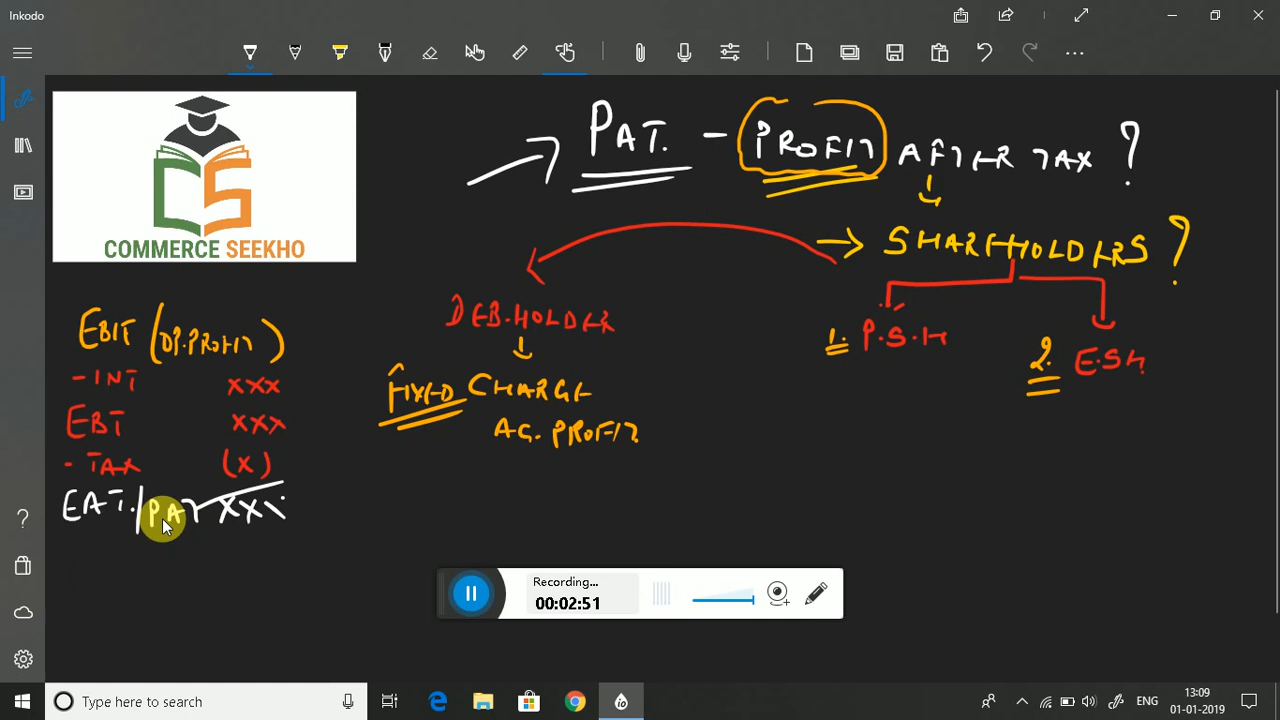 Inkodo
COMMERCE SEEKHO
→ PAT. - PROFIT AFTER TAX ?
→ SHAREHOLDERS ?
DEB.HOLDER
1. P.S.H
2. E.SH
FIXED CHARGE
AG. PROFIT
EBIT (OP.PROFIT)
- INT XXX
EBT XXX
- TAX (X)
EAT./PAT XXX
Recording...
00:02:51
Type here to search
ENG
13:09
01-01-2019